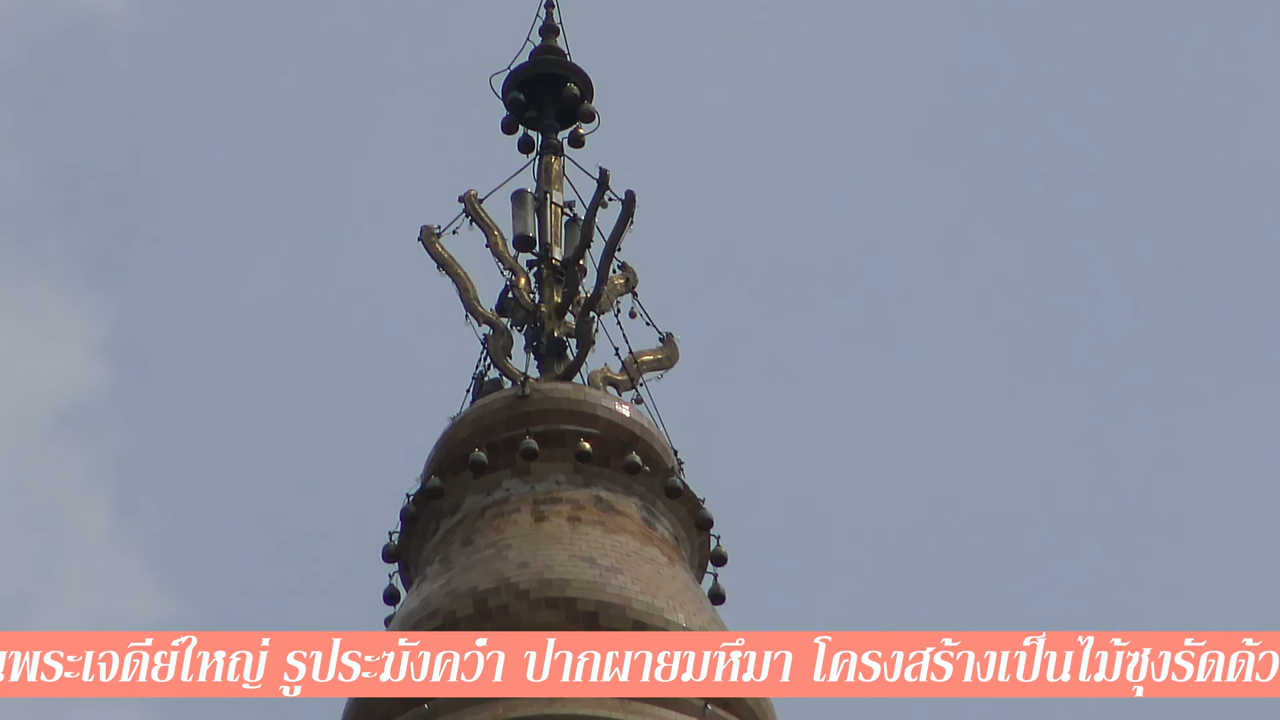 นพระเจดีย์ใหญ่ รูประฆังคว่ำ ปากผายมหึมา โครงสร้างเป็นไม้ซุงรัดด้ว